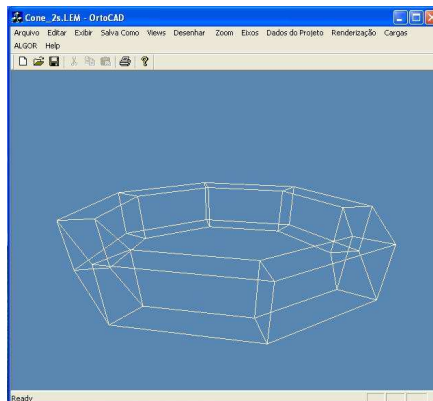 Cone_2s.LEM - OrtoCAD
Arquivo Editar Exibir Salva Como Views Desenhar Zoom Eixos Dados do Projeto Renderização Cargas
ALGOR Help
Ready